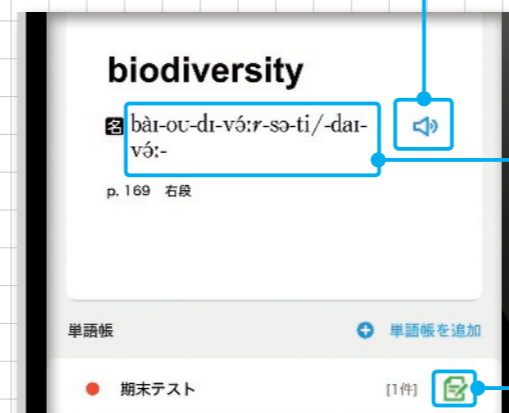 biodiversity
名 bàɪ-oʊ-dɪ-vɚ́ːr-sə-ti/-daɪ-
və́ː-
p. 169 右段
単語帳
単語帳を追加
期末テスト
[1件]